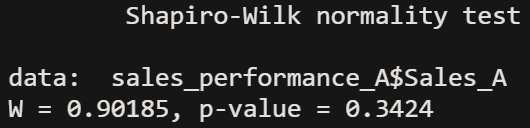 Shapiro-Wilk normality test
data:  sales_performance_A$Sales_A
W = 0.90185, p-value = 0.3424